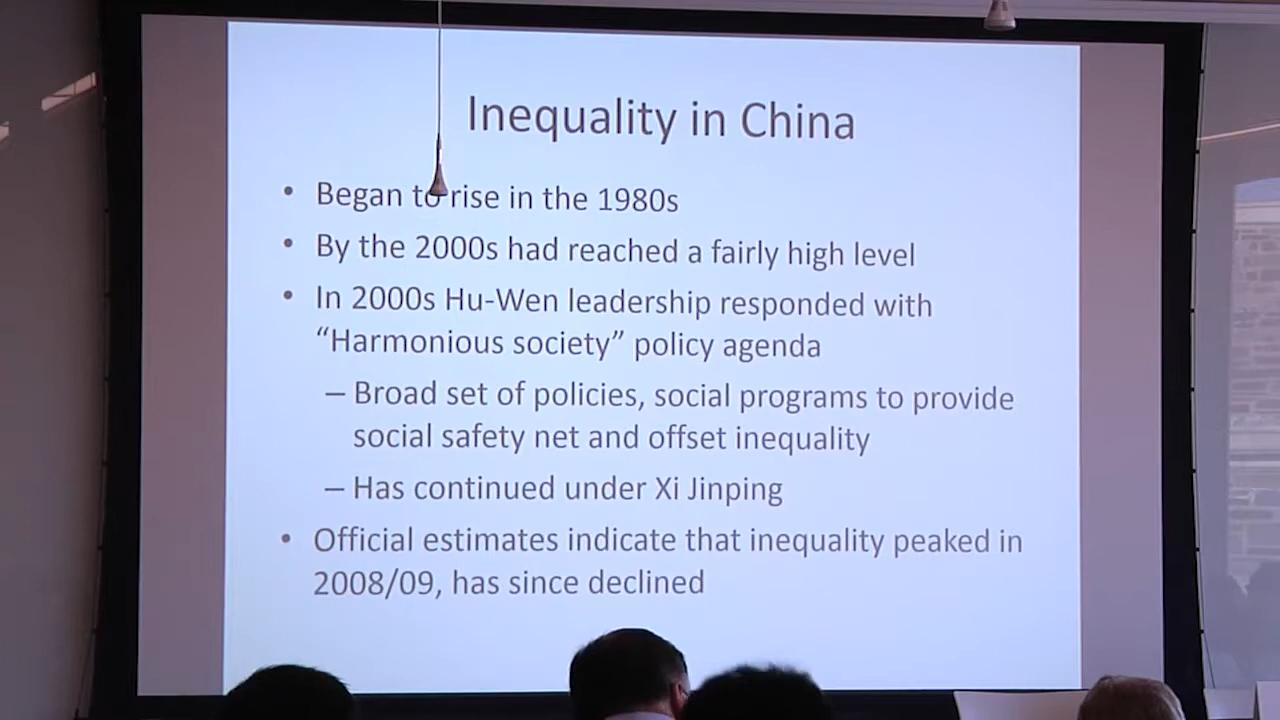 Inequality in China
• Began to rise in the 1980s
• By the 2000s had reached a fairly high level
• In 2000s Hu-Wen leadership responded with
“Harmonious society” policy agenda
– Broad set of policies, social programs to provide
social safety net and offset inequality
– Has continued under Xi Jinping
• Official estimates indicate that inequality peaked in
2008/09, has since declined